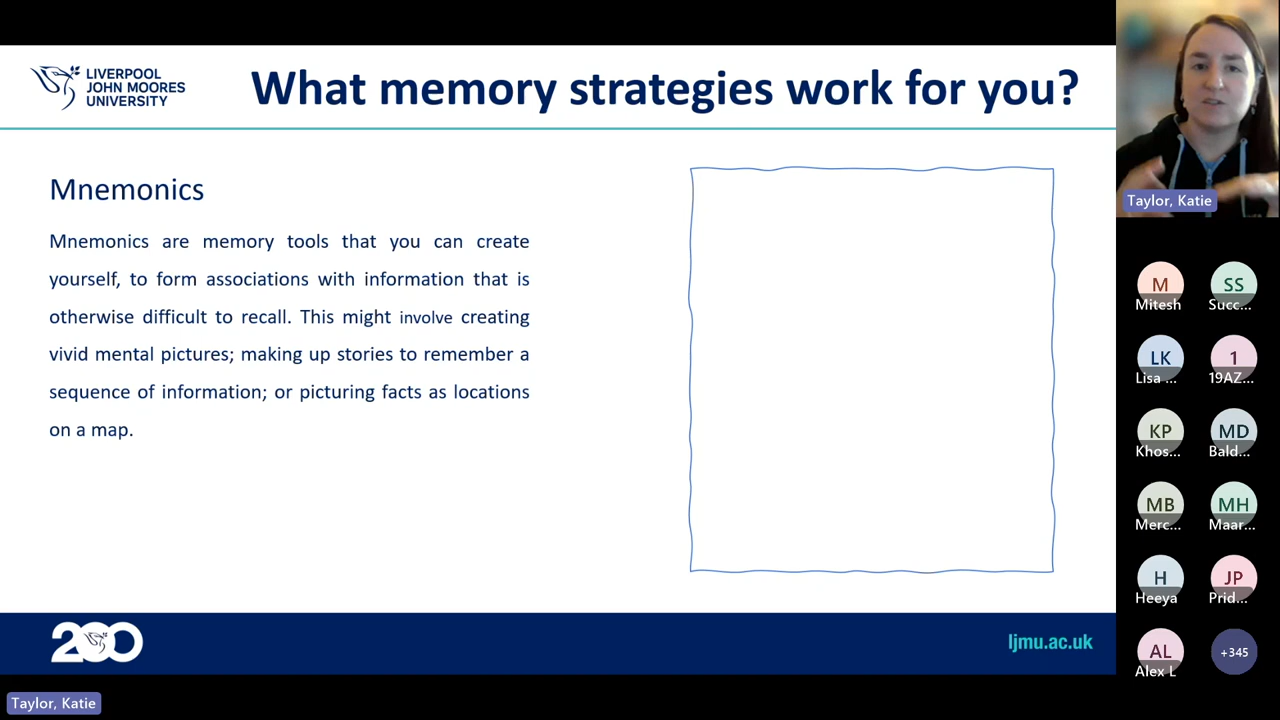 LIVERPOOL
JOHN MOORES
UNIVERSITY
What memory strategies work for you?
Mnemonics
Mnemonics are memory tools that you can create
yourself, to form associations with information that is
otherwise difficult to recall. This might involve creating
vivid mental pictures; making up stories to remember a
sequence of information; or picturing facts as locations
on a map.
200
ljmu.ac.uk
Taylor, Katie
Taylor, Katie
M
Mitesh
SS
Succ...
LK
Lisa ...
1
19AZ...
KP
Khos...
MD
Bald...
MB
Merc...
MH
Maar...
H
Heeya
JP
Prid...
AL
Alex L
+345